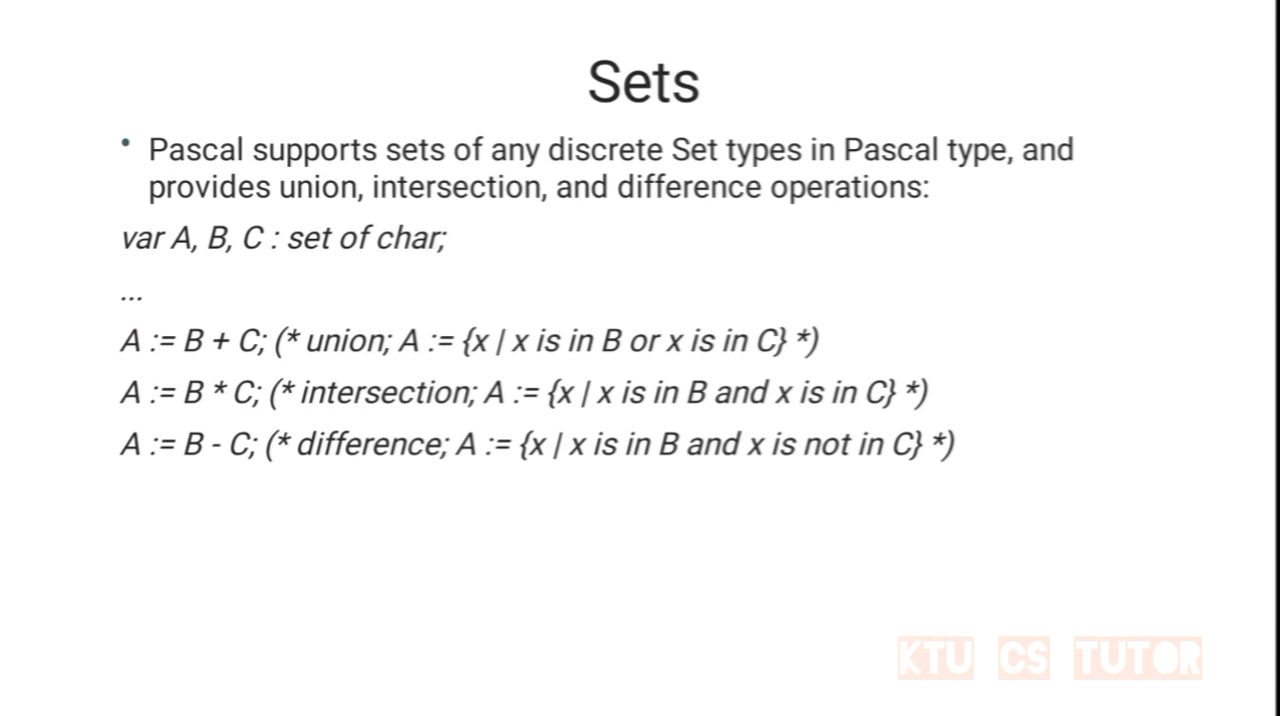 Sets
• Pascal supports sets of any discrete Set types in Pascal type, and
provides union, intersection, and difference operations:
var A, B, C : set of char;
...
A := B + C; (* union; A := {x | x is in B or x is in C} *)
A := B * C; (* intersection; A := {x | x is in B and x is in C} *)
A := B - C; (* difference; A := {x | x is in B and x is not in C} *)
KTU CS TUTOR